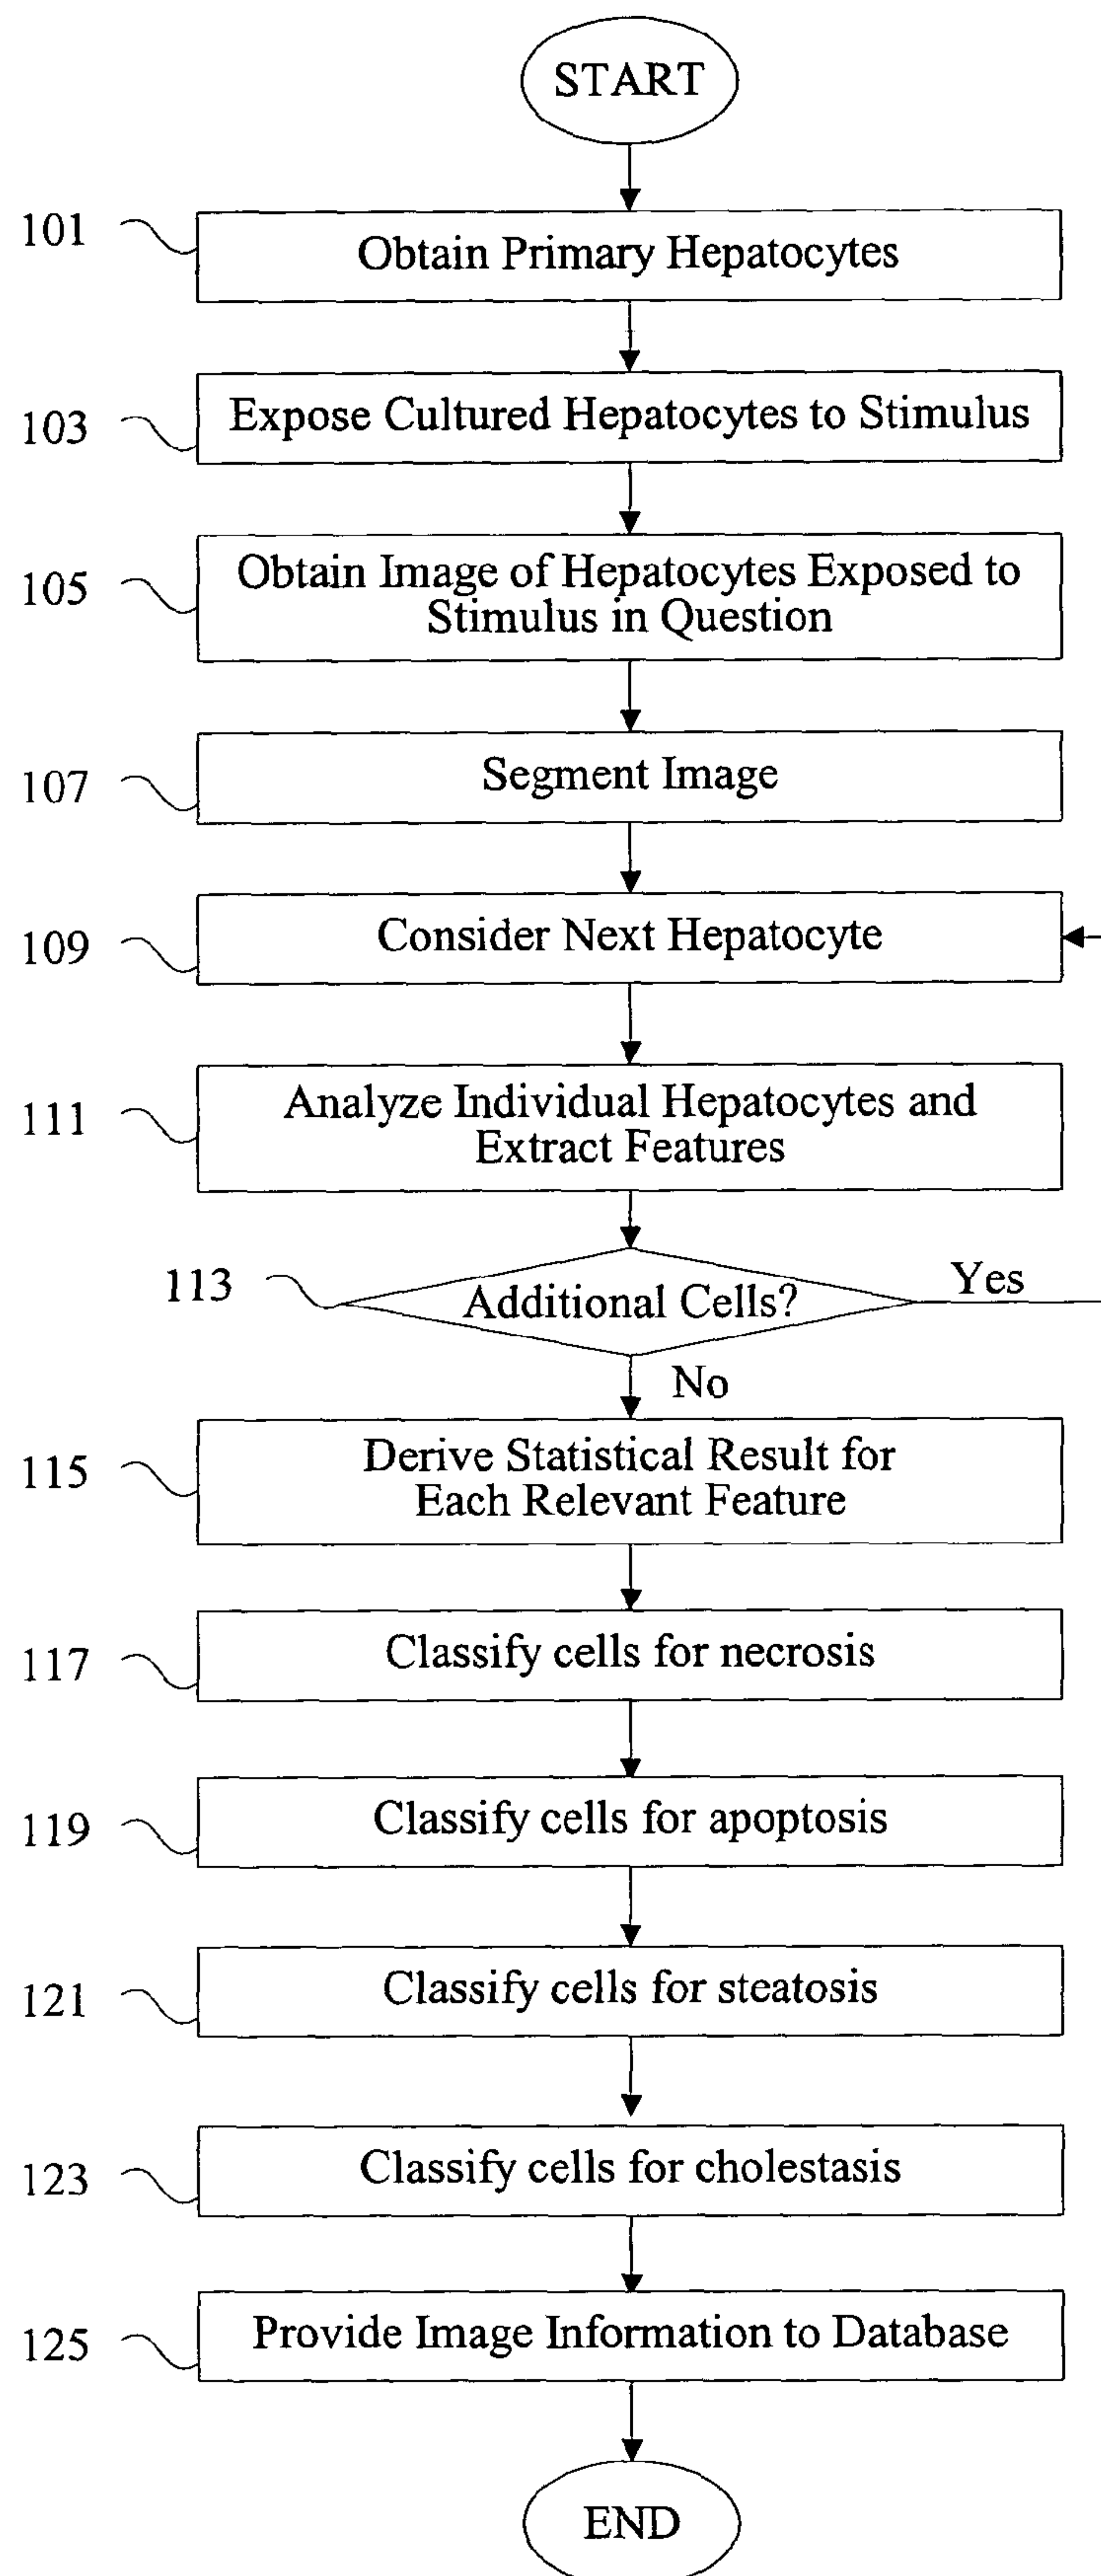 START
101
Obtain Primary Hepatocytes
103
Expose Cultured Hepatocytes to Stimulus
105
Obtain Image of Hepatocytes Exposed to
Stimulus in Question
107
Segment Image
109
Consider Next Hepatocyte
111
Analyze Individual Hepatocytes and
Extract Features
113
Additional Cells?
Yes
No
115
Derive Statistical Result for
Each Relevant Feature
117
Classify cells for necrosis
119
Classify cells for apoptosis
121
Classify cells for steatosis
123
Classify cells for cholestasis
125
Provide Image Information to Database
END